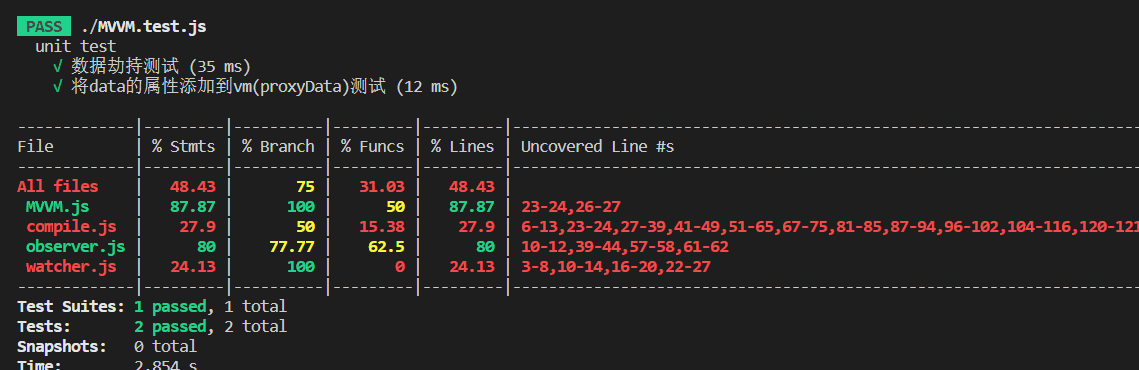 PASS ./MVVM.test.js
unit test
√ 数据劫持测试 (35 ms)
√ 将data的属性添加到vm(proxyData)测试 (12 ms)
-------------|---------|----------|---------|---------|------------------------------------------------------------------
File | % Stmts | % Branch | % Funcs | % Lines | Uncovered Line #s
-------------|---------|----------|---------|---------|------------------------------------------------------------------
All files | 48.43 | 75 | 31.03 | 48.43 |
MVVM.js | 87.87 | 100 | 50 | 87.87 | 23-24,26-27
compile.js | 27.9 | 50 | 15.38 | 27.9 | 6-13,23-24,27-39,41-49,51-65,67-75,81-85,87-94,96-102,104-116,120-121
observer.js | 80 | 77.77 | 62.5 | 80 | 10-12,39-44,57-58,61-62
watcher.js | 24.13 | 100 | 0 | 24.13 | 3-8,10-14,16-20,22-27
-------------|---------|----------|---------|---------|------------------------------------------------------------------
Test Suites: 1 passed, 1 total
Tests: 2 passed, 2 total
Snapshots: 0 total
Time: 2.854 s